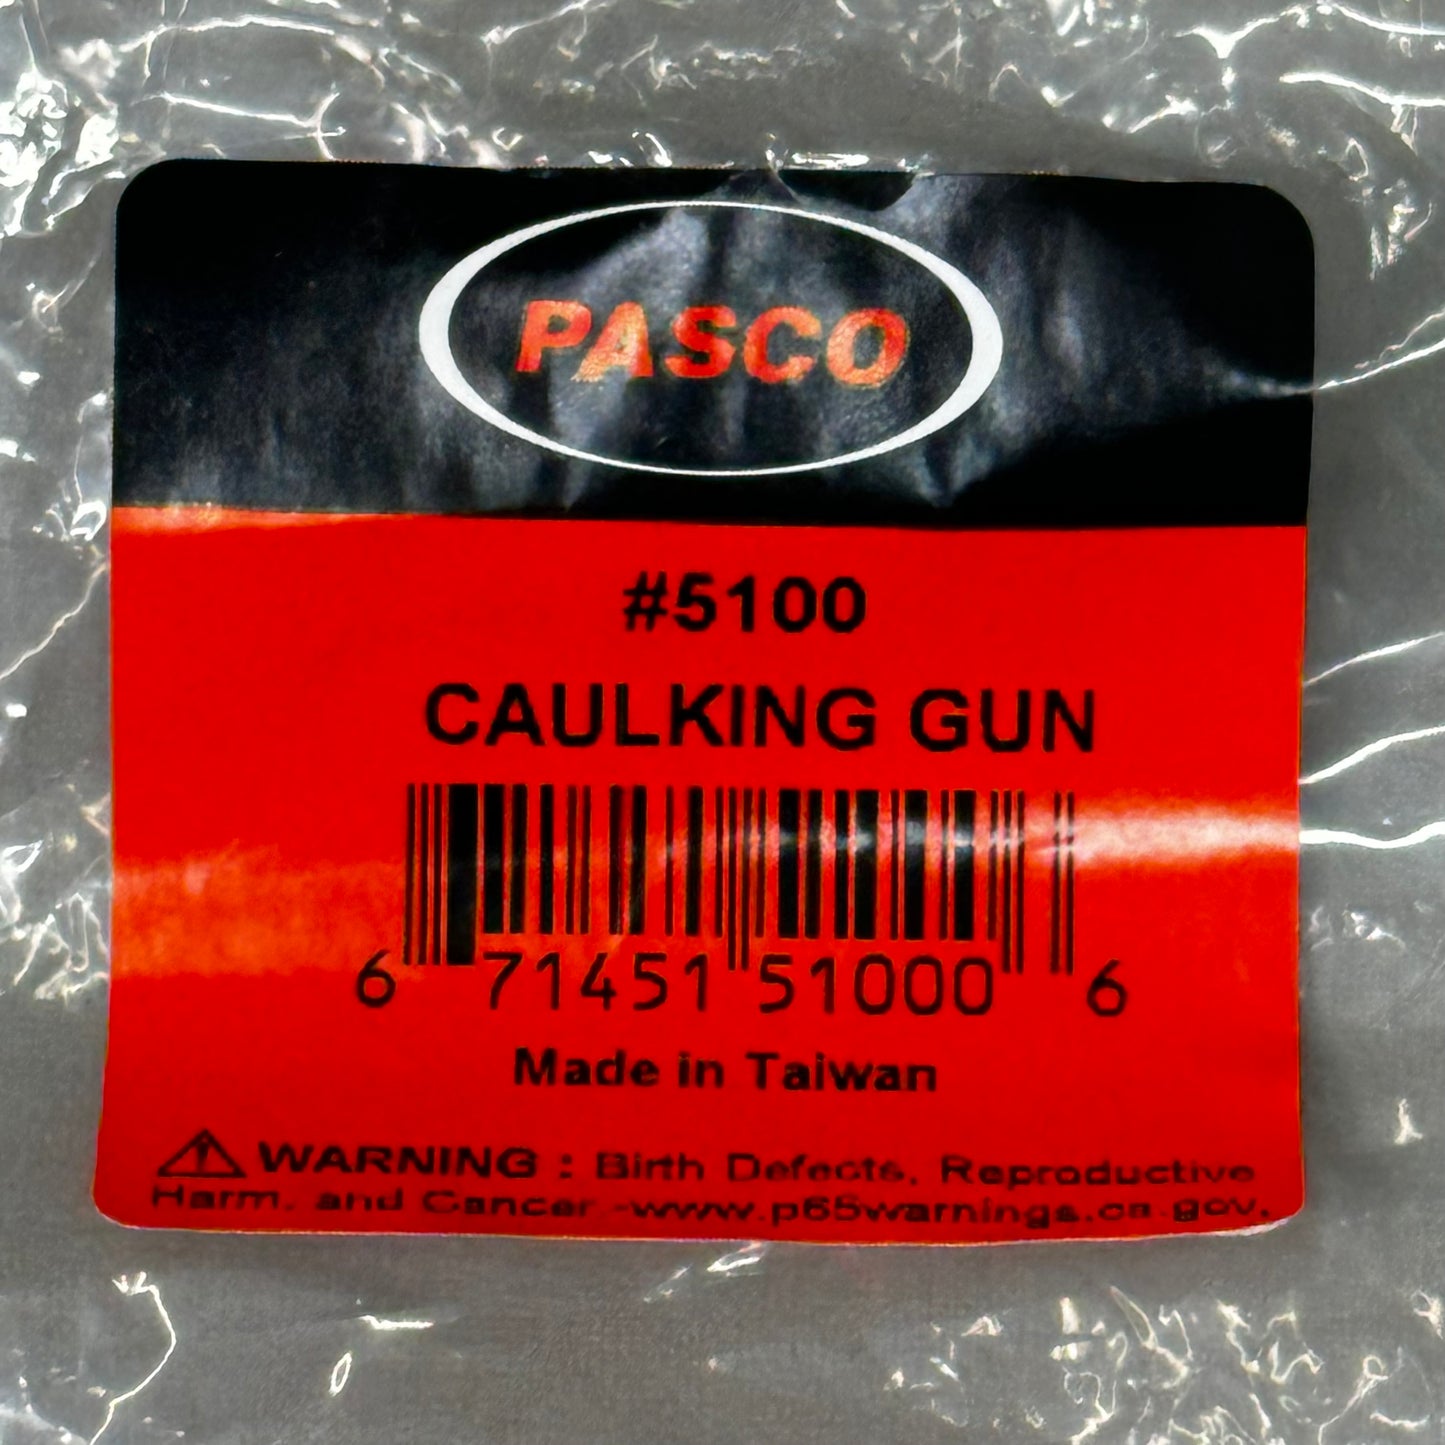 PASCO
#5100
CAULKING GUN
6 71451 51000 6
Made in Taiwan
WARNING : Birth Defects, Reproductive
Harm, and Cancer -www.p65warnings.ca.gov.